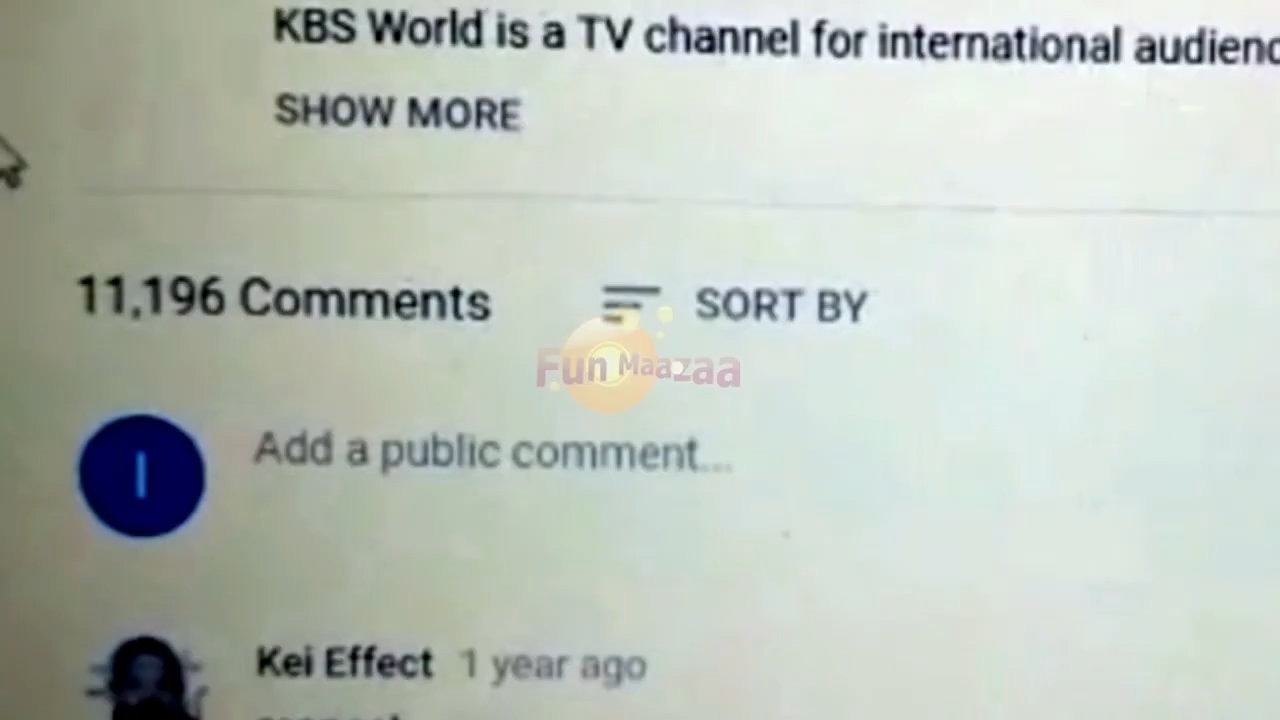 KBS World is a TV channel for international audienc
SHOW MORE
11,196 Comments SORT BY
Fun Maazaa
I
Add a public comment...
Kei Effect 1 year ago